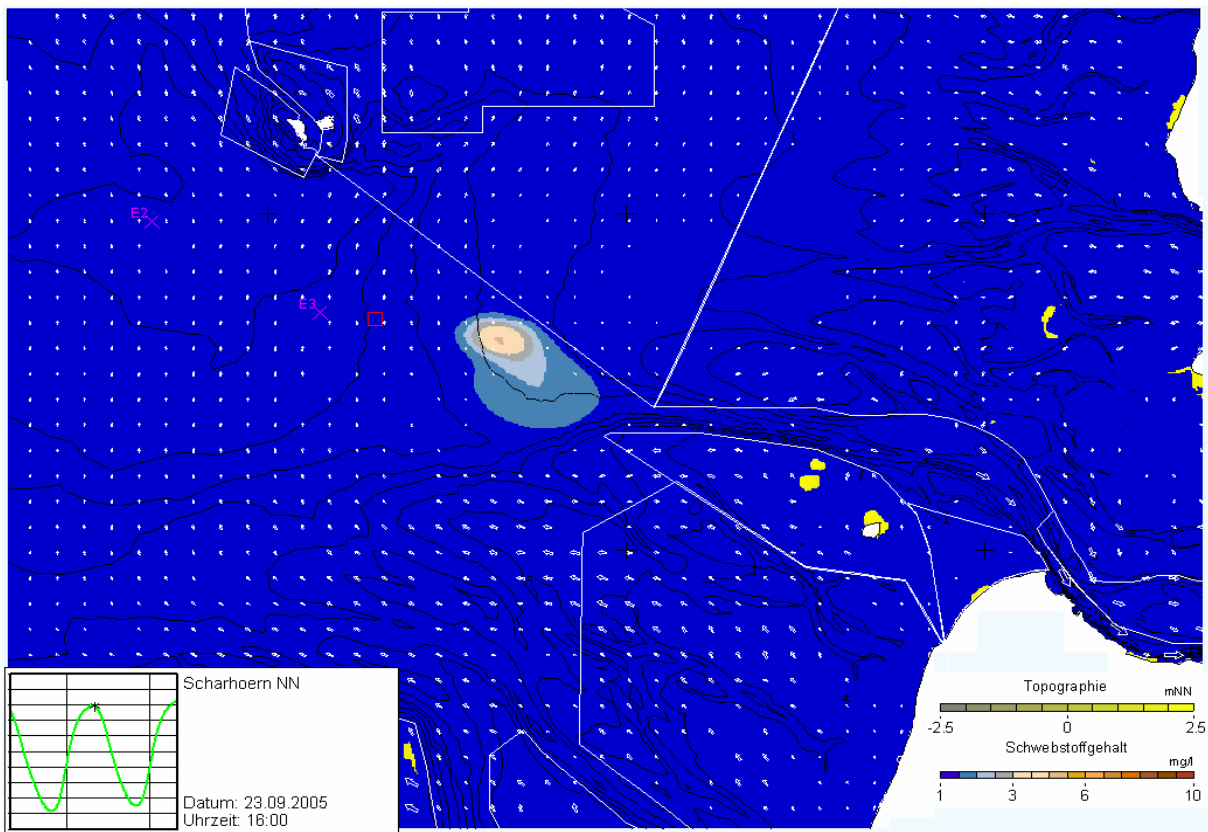 E2
E3
Scharhoern NN
Datum: 23.09.2005
Uhrzeit: 16:00
Topographie
mNN
-2.5
0
2.5
Schwebstoffgehalt
mg/l
1
3
6
10